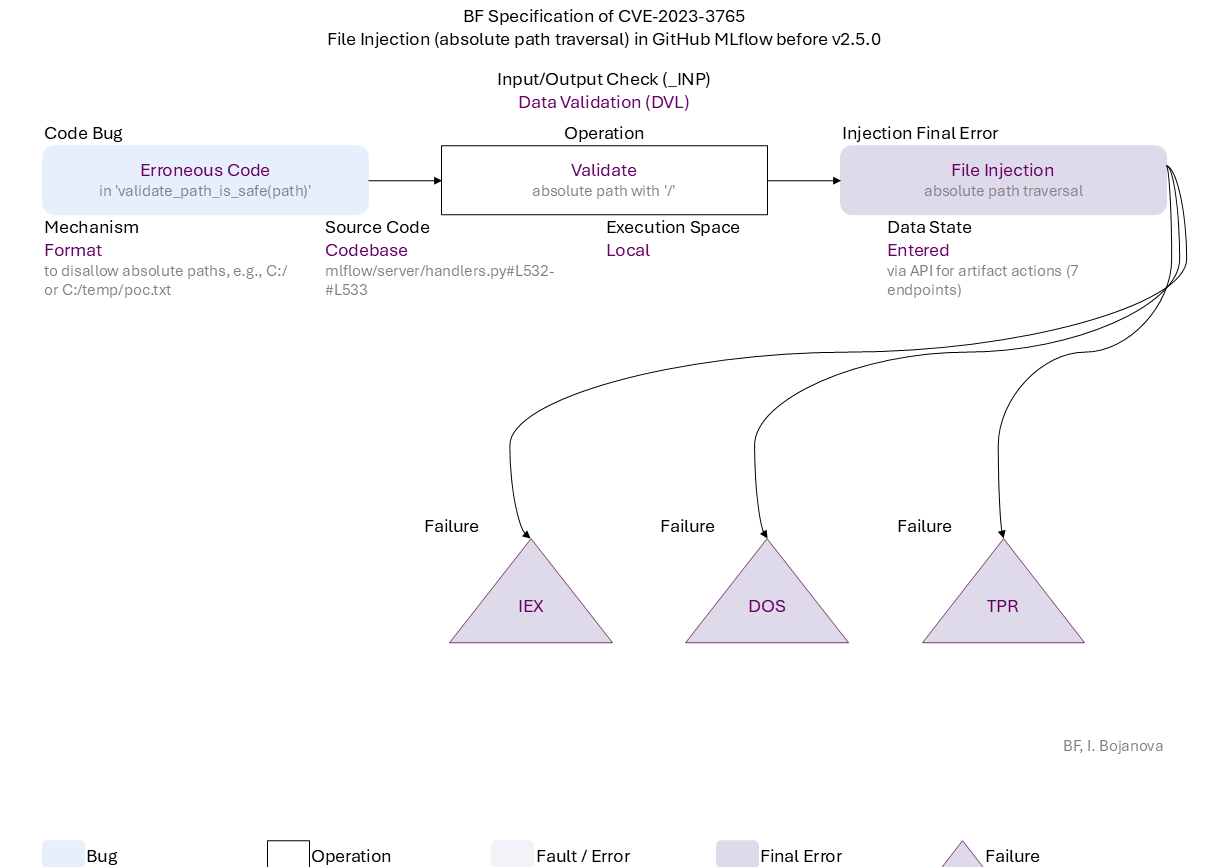 BF Specification of CVE-2023-3765
File Injection (absolute path traversal) in GitHub MLflow before v2.5.0
Input/Output Check (_INP)
Data Validation (DVL)
Code Bug
Operation
Injection Final Error
Erroneous Code
in 'validate_path_is_safe(path)'
Validate
absolute path with '/'
File Injection
absolute path traversal
Mechanism
Format
to disallow absolute paths, e.g., C:/
or C:/temp/poc.txt
Source Code
Codebase
mlflow/server/handlers.py#L532-
#L533
Execution Space
Local
Data State
Entered
via API for artifact actions (7
endpoints)
Failure
Failure
Failure
IEX
DOS
TPR
BF, I. Bojanova
Bug
Operation
Fault / Error
Final Error
Failure